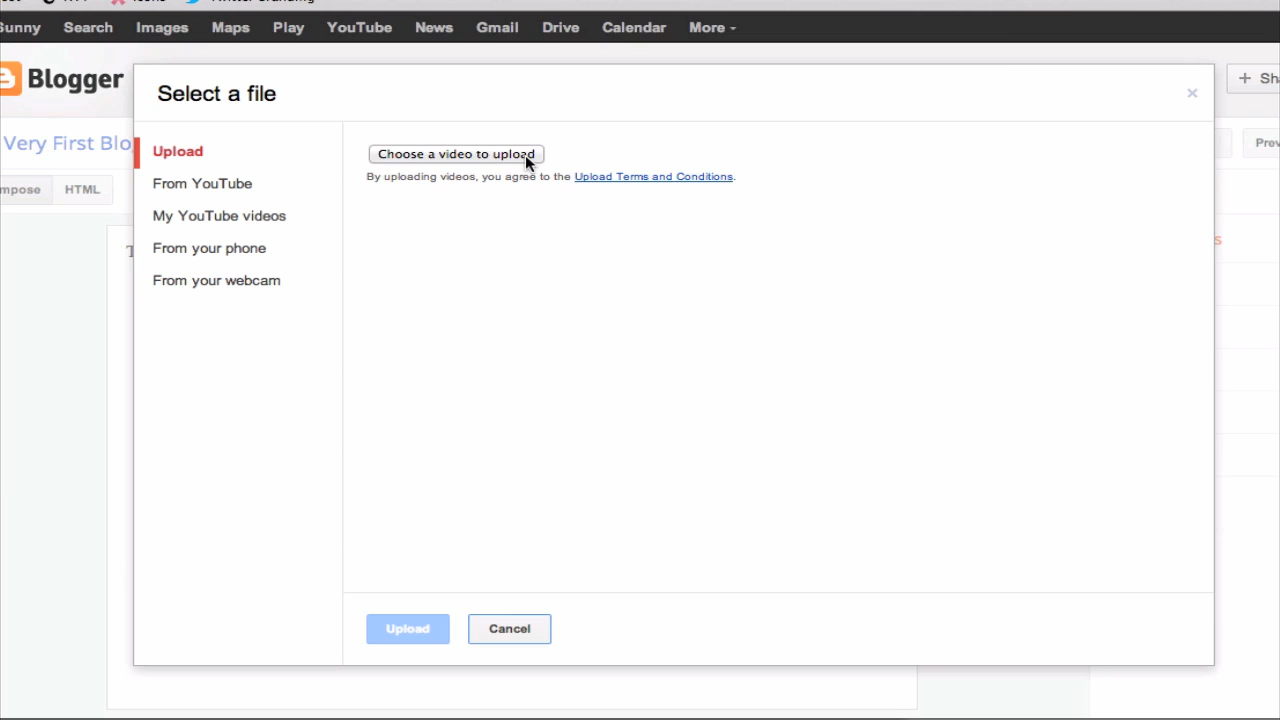 Sunny Search Images Maps Play YouTube News Gmail Drive Calendar More
Blogger
Select a file
×
+ Sha
Very First Blo
Prev
Upload
Choose a video to upload
By uploading videos, you agree to the Upload Terms and Conditions.
From YouTube
mpose HTML
My YouTube videos
From your phone
From your webcam
Upload Cancel